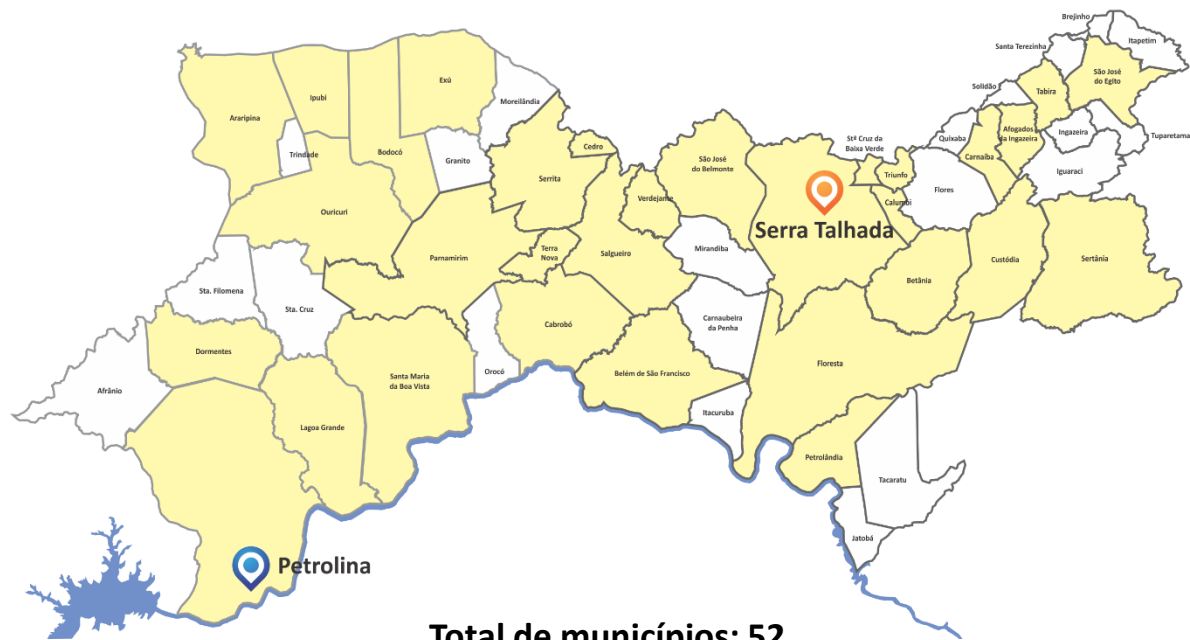 Brejinho
Itapetim
Santa Terezinha
São José
do Egito
Exú
Solidão
Tabira
Ipubi
Moreilândia
Araripina
Afogados
da Ingazeira
Ingazeira
Tuparetama
Stª Cruz da
Baixa Verde
Quixaba
Cedro
Bodocó
Trindade
Granito
São José
do Belmonte
Carnaíba
Iguaraci
Triunfo
Serrita
Flores
Verdejante
Calumbi
Ouricuri
Serra Talhada
Mirandiba
Terra
Nova
Salgueiro
Parnamirim
Custódia
Sertânia
Betânia
Sta. Filomena
Sta. Cruz
Carnaubeira
da Penha
Cabrobó
Dormentes
Floresta
Orocó
Belém de São Francisco
Santa Maria
da Boa Vista
Afrânio
Itacuruba
Lagoa Grande
Petrolândia
Tacaratu
Jatobá
Petrolina
Total de municípios: 52